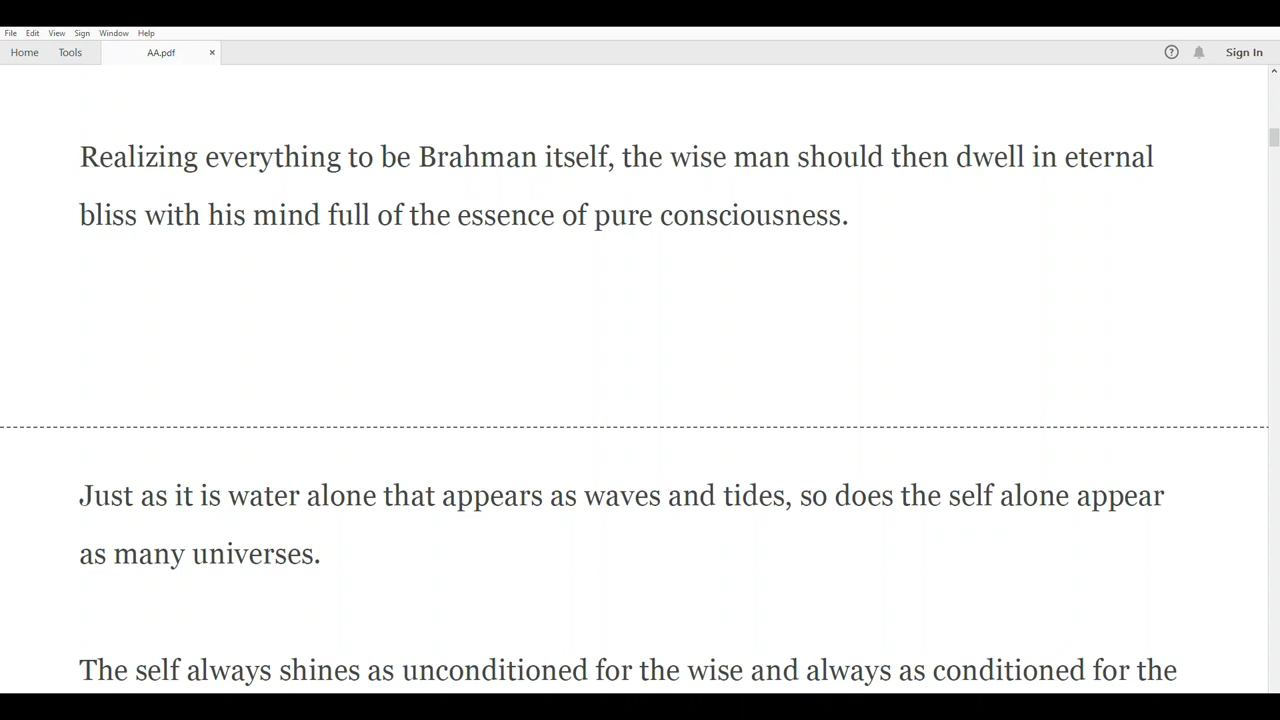 File Edit View Sign Window Help
Home Tools AA.pdf × ? Sign In
Realizing everything to be Brahman itself, the wise man should then dwell in eternal
bliss with his mind full of the essence of pure consciousness.
Just as it is water alone that appears as waves and tides, so does the self alone appear
as many universes.
The self always shines as unconditioned for the wise and always as conditioned for the